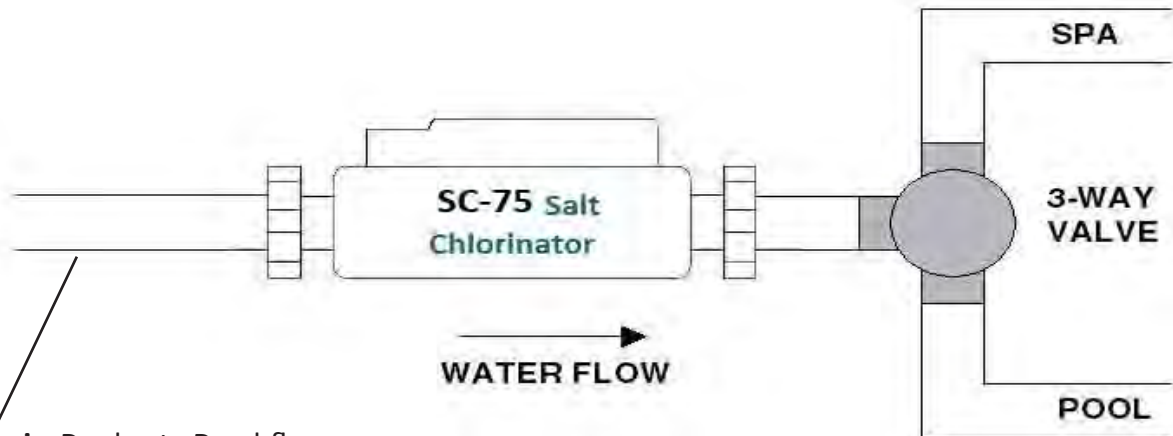 SPA
SC-75 Salt
Chlorinator
3-WAY
VALVE
WATER FLOW
POOL